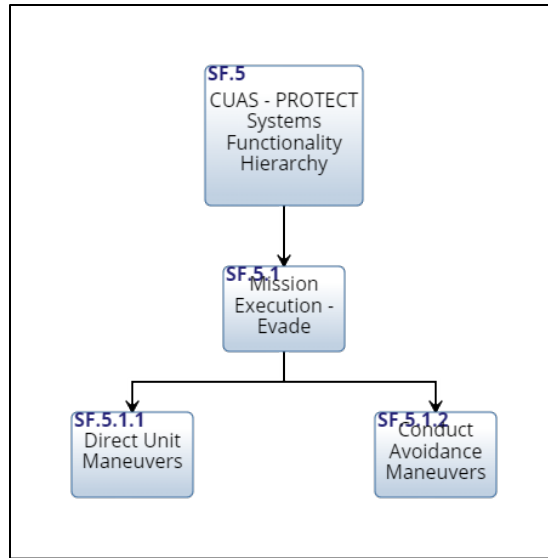 SF.5
CUAS - PROTECT
Systems
Functionality
Hierarchy
SF.5.1
Mission
Execution -
Evade
SF.5.1.1
Direct Unit
Maneuvers
SF.5.1.2
Conduct
Avoidance
Maneuvers